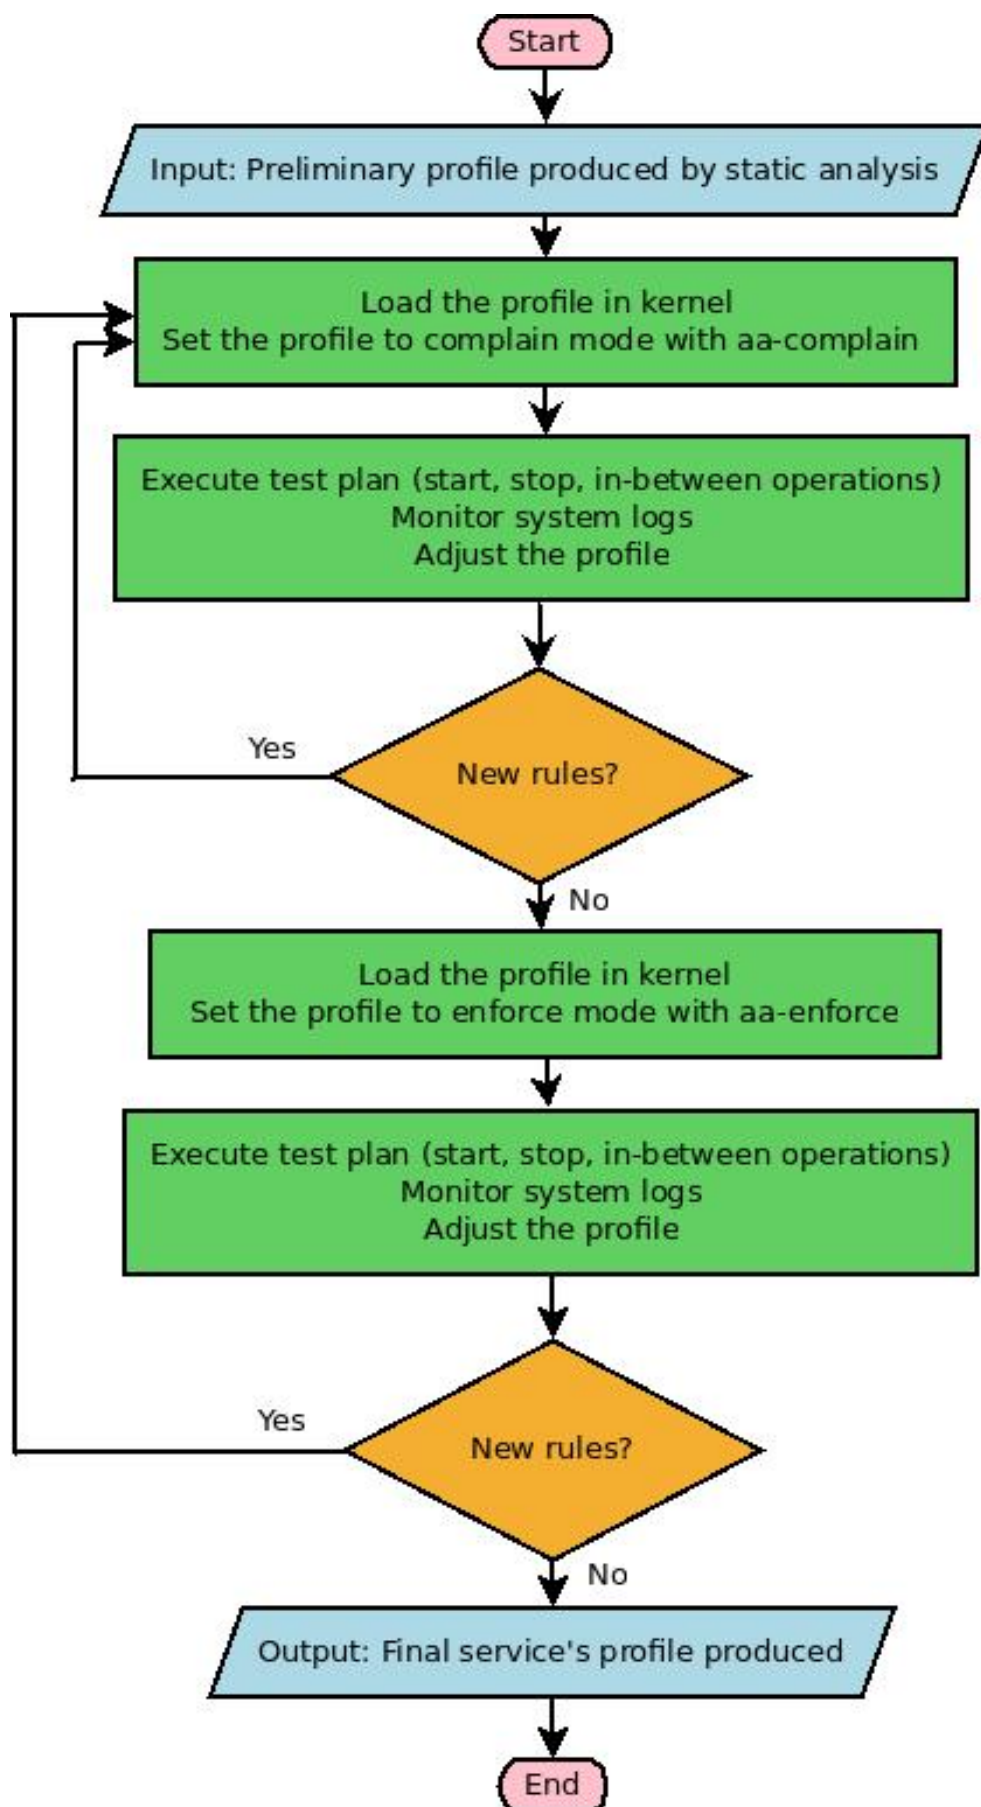 Start
Input: Preliminary profile produced by static analysis
Load the profile in kernel
Set the profile to complain mode with aa-complain
Execute test plan (start, stop, in-between operations)
Monitor system logs
Adjust the profile
Yes
New rules?
No
Load the profile in kernel
Set the profile to enforce mode with aa-enforce
Execute test plan (start, stop, in-between operations)
Monitor system logs
Adjust the profile
Yes
New rules?
No
Output: Final service's profile produced
End